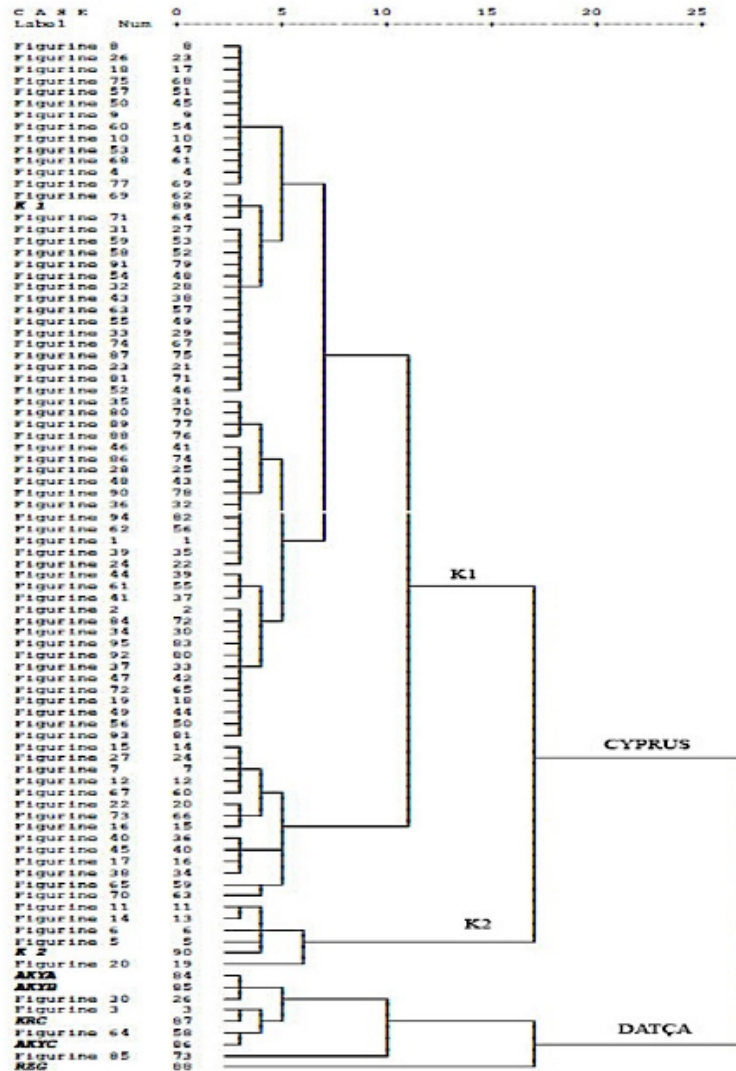 C A S E 0 5 10 15 20 25
Label Num
Figurine 8 8
Figurine 26 23
Figurine 18 17
Figurine 75 68
Figurine 57 51
Figurine 50 45
Figurine 9 9
Figurine 60 54
Figurine 10 10
Figurine 53 47
Figurine 68 61
Figurine 4 4
Figurine 77 69
Figurine 69 62
K 1 89
Figurine 71 64
Figurine 31 27
Figurine 59 53
Figurine 58 52
Figurine 91 79
Figurine 54 48
Figurine 32 28
Figurine 43 38
Figurine 63 57
Figurine 55 49
Figurine 33 29
Figurine 74 67
Figurine 87 75
Figurine 23 21
Figurine 81 71
Figurine 52 46
Figurine 35 31
Figurine 80 70
Figurine 89 77
Figurine 88 76
Figurine 46 41
Figurine 86 74
Figurine 28 25
Figurine 48 43
Figurine 90 78
Figurine 36 32
Figurine 94 82
Figurine 62 56
Figurine 1 1
Figurine 39 35
Figurine 24 22
Figurine 44 39
Figurine 61 55 K1
Figurine 41 37
Figurine 2 2
Figurine 84 72
Figurine 34 30
Figurine 95 83
Figurine 92 80
Figurine 37 33
Figurine 47 42
Figurine 72 65
Figurine 19 18
Figurine 49 44
Figurine 56 50
Figurine 93 81
Figurine 15 14 CYPRUS
Figurine 27 24
Figurine 7 7
Figurine 12 12
Figurine 67 60
Figurine 22 20
Figurine 73 66
Figurine 16 15
Figurine 40 36
Figurine 45 40
Figurine 17 16
Figurine 38 34
Figurine 65 59
Figurine 70 63
Figurine 11 11
Figurine 14 13 K2
Figurine 6 6
Figurine 5 5
K 2 90
Figurine 20 19
AKYA 84
AKYB 85
Figurine 30 26
Figurine 3 3
KRC 87
Figurine 64 58 DATÇA
AKYC 86
Figurine 85 73
REG 88